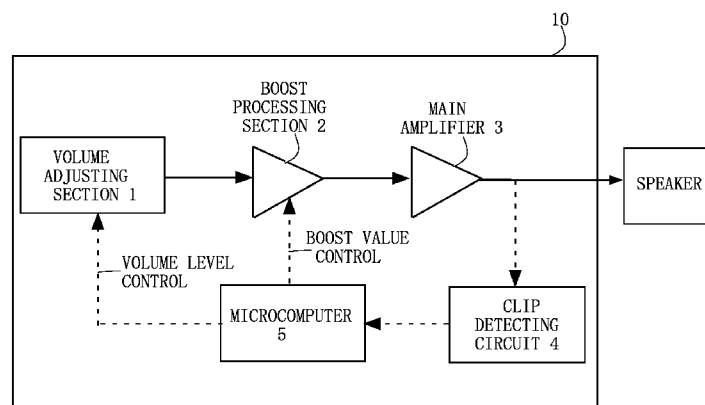 10
BOOST
PROCESSING
SECTION 2
MAIN
AMPLIFIER 3
VOLUME
ADJUSTING
SECTION 1
SPEAKER
VOLUME LEVEL
CONTROL
BOOST VALUE
CONTROL
MICROCOMPUTER
5
CLIP
DETECTING
CIRCUIT 4